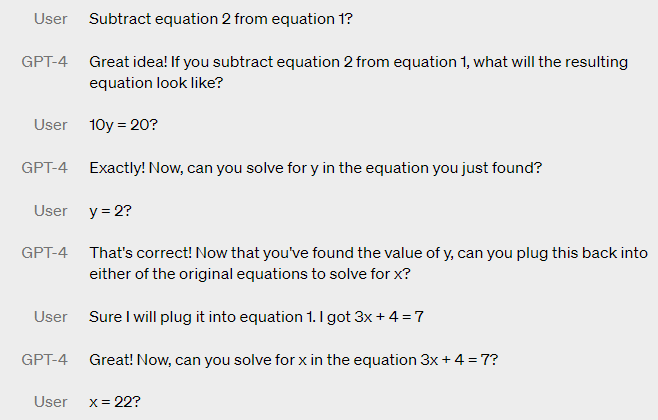 User Subtract equation 2 from equation 1?
GPT-4 Great idea! If you subtract equation 2 from equation 1, what will the resulting
equation look like?
User 10y = 20?
GPT-4 Exactly! Now, can you solve for y in the equation you just found?
User y = 2?
GPT-4 That's correct! Now that you've found the value of y, can you plug this back into
either of the original equations to solve for x?
User Sure I will plug it into equation 1. I got 3x + 4 = 7
GPT-4 Great! Now, can you solve for x in the equation 3x + 4 = 7?
User x = 22?